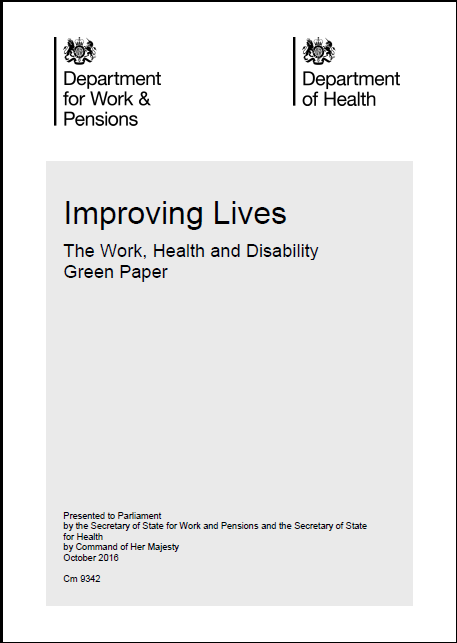 Department
for Work &
Pensions
Department
of Health
Improving Lives
The Work, Health and Disability
Green Paper
Presented to Parliament
by the Secretary of State for Work and Pensions and the Secretary of State
for Health
by Command of Her Majesty
October 2016
Cm 9342